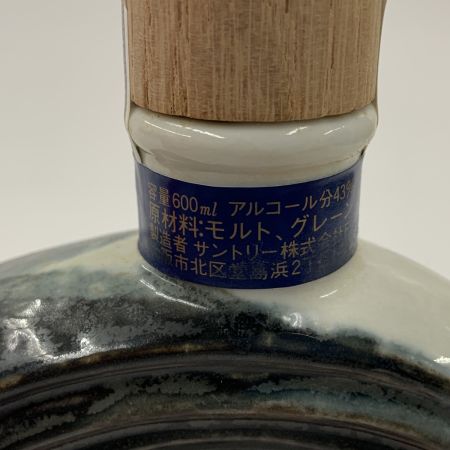 容量600ml アルコール分43%
原材料:モルト、グレーン
製造者 サントリー株式会
市北区堂島浜2